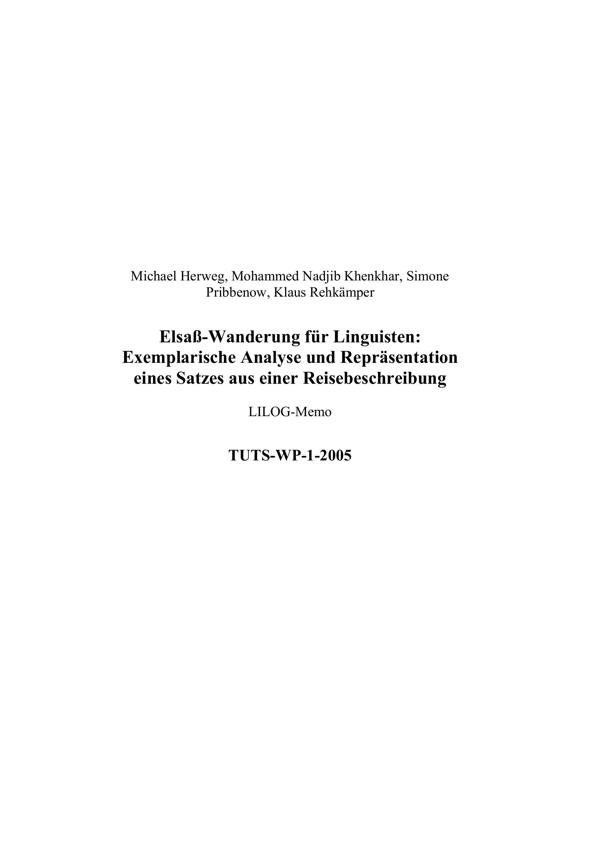 Michael Herweg, Mohammed Nadjib Khenkhar, Simone
Pribbenow, Klaus Rehkämper
Elsaß-Wanderung für Linguisten:
Exemplarische Analyse und Repräsentation
eines Satzes aus einer Reisebeschreibung
LILOG-Memo
TUTS-WP-1-2005